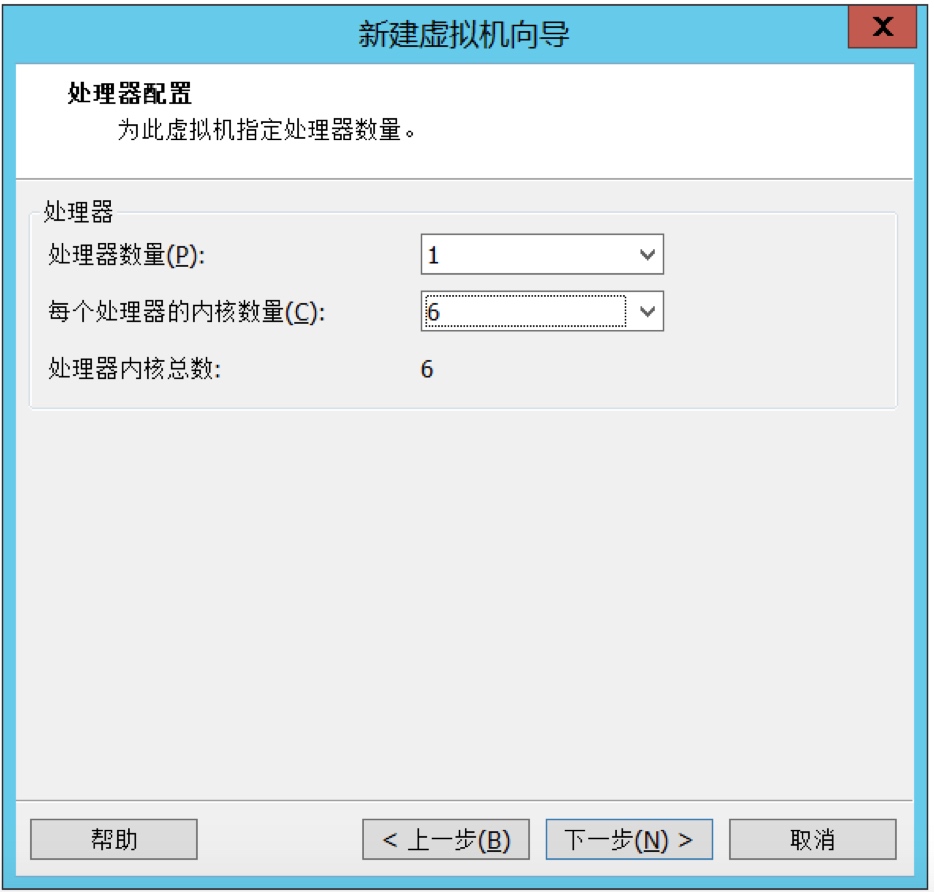 新建虚拟机向导
X
处理器配置
为此虚拟机指定处理器数量。
处理器
处理器数量(P): 1
每个处理器的内核数量(C): 6
处理器内核总数: 6
帮助 < 上一步(B) 下一步(N) > 取消